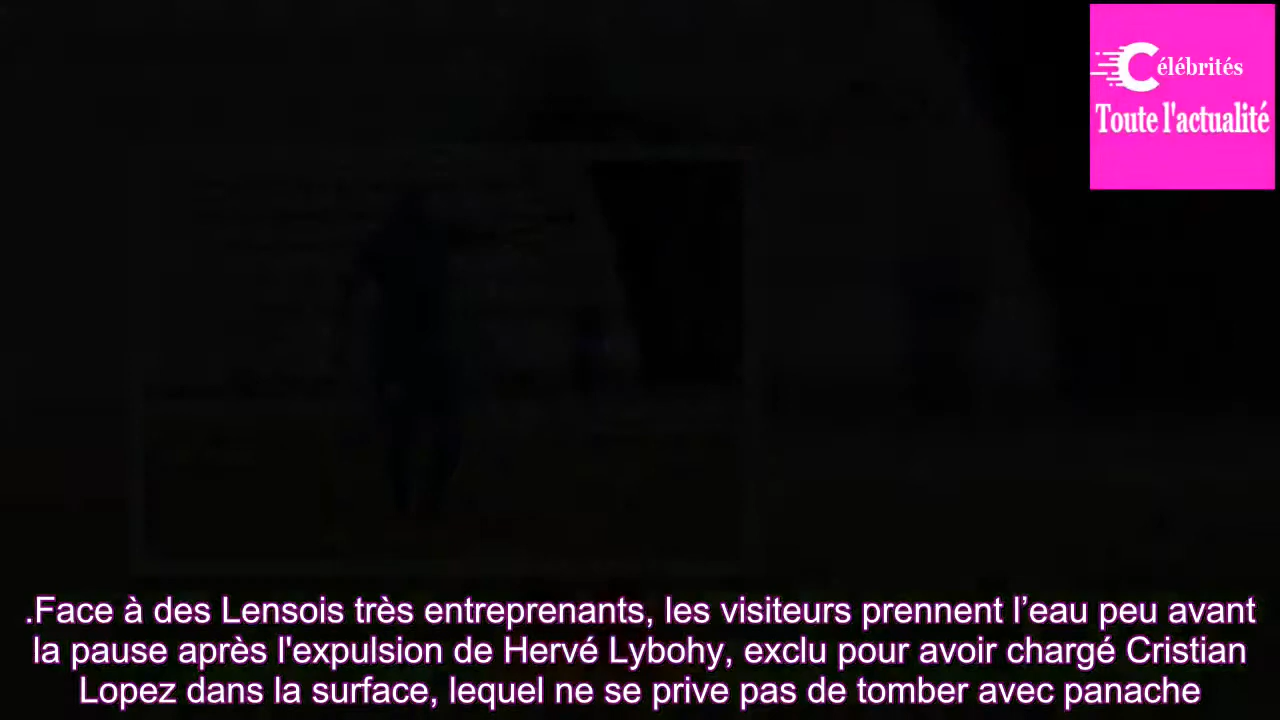 Célébrités
Toute l'actualité
.Face à des Lensois très entreprenants, les visiteurs prennent l’eau peu avant
la pause après l'expulsion de Hervé Lybohy, exclu pour avoir chargé Cristian
Lopez dans la surface, lequel ne se prive pas de tomber avec panache